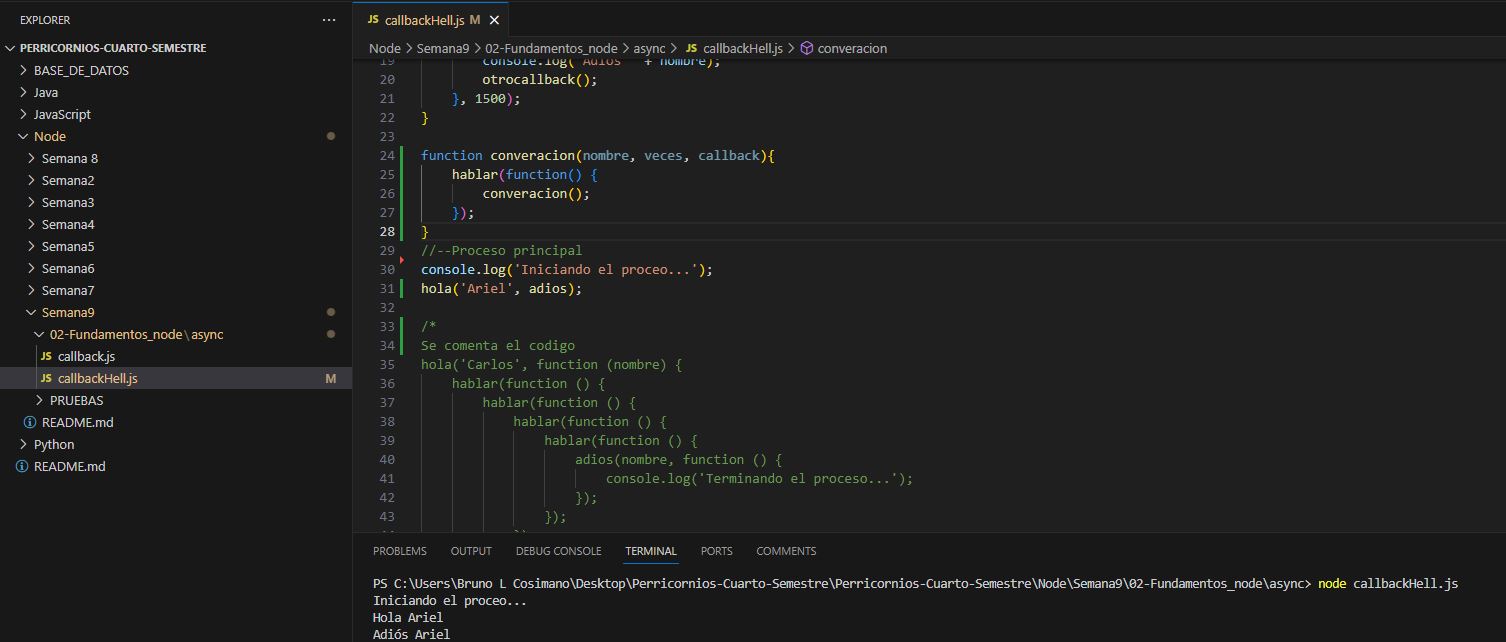 EXPLORER
PERRICORNIOS-CUARTO-SEMESTRE
BASE_DE_DATOS
Java
JavaScript
Node
Semana 8
Semana2
Semana3
Semana4
Semana5
Semana6
Semana7
Semana9
02-Fundamentos_node\async
JS callback.js
JS callbackHell.js M
PRUEBAS
README.md
Python
README.md
JS callbackHell.js M
Node > Semana9 > 02-Fundamentos_node > async > JS callbackHell.js > converacion
19 console.log('Adiós ' + nombre);
20 otrocallback();
21 }, 1500);
22 }
23
24 function converacion(nombre, veces, callback){
25 hablar(function() {
26 converacion();
27 });
28 }
29 //--Proceso principal
30 console.log('Iniciando el proceo...');
31 hola('Ariel', adios);
32
33 /*
34 Se comenta el codigo
35 hola('Carlos', function (nombre) {
36 hablar(function () {
37 hablar(function () {
38 hablar(function () {
39 hablar(function () {
40 adios(nombre, function () {
41 console.log('Terminando el proceso...');
42 });
43 });
PROBLEMS OUTPUT DEBUG CONSOLE TERMINAL PORTS COMMENTS
PS C:\Users\Bruno L Cosimano\Desktop\Perricornios-Cuarto-Semestre\Perricornios-Cuarto-Semestre\Node\Semana9\02-Fundamentos_node\async> node callbackHell.js
Iniciando el proceo...
Hola Ariel
Adiós Ariel